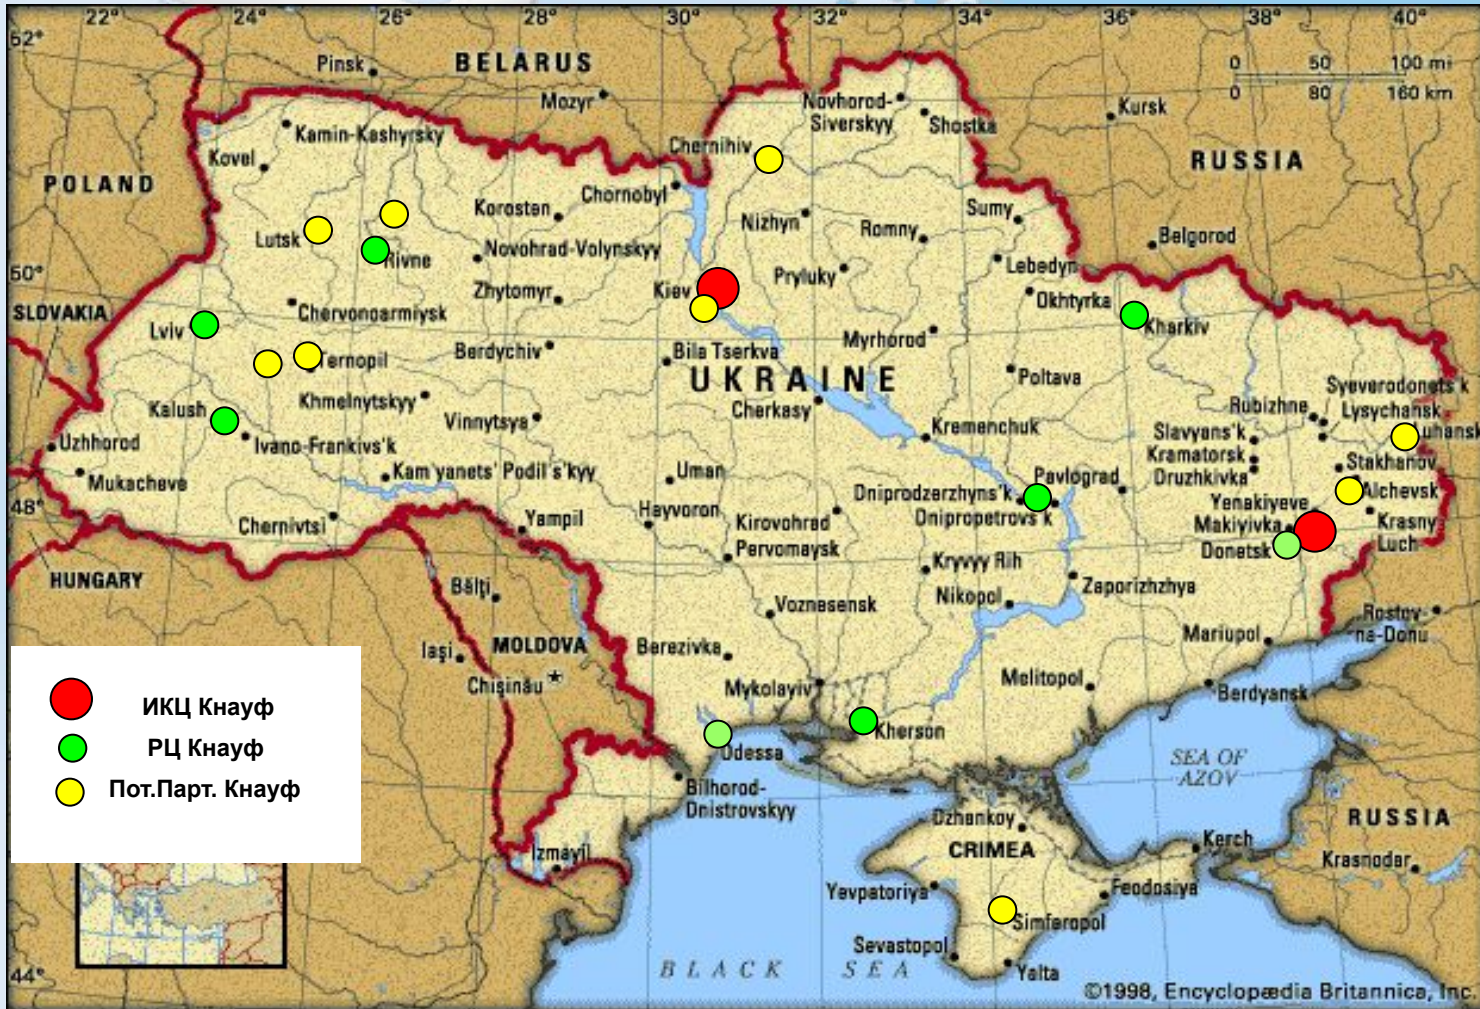 22°
24°
26°
28°
30°
32°
34°
36°
38°
40°
52°
Pinsk
BELARUS
0 50 100 mi
0 80 160 km
Mozyr
Novhorod-
Siverskyy
Shostka
Kursk
Kamin-Kashyrsky
Kovel
Chernihiv
RUSSIA
POLAND
Chornobyl
Korosten
Nizhyn
Romny
Sumy
Lutsk
Rivne
Novohrad-Volynskyy
Belgorod
50°
Pryluky
Lebedyn
Zhytomyr
Kiev
Okhtyrka
SLOVAKIA
Chervonoarmiysk
Lviv
Kharkiv
Myrhorod
Berdychiv
Bila Tserkva
Ternopil
UKRAINE
Poltava
Syeverodonets'k
Khmelnytskyy
Kalush
Cherkasy
Rubizhne
Lysychansk
Vinnytsya
Kremenchuk
Slavyans'k
Luhansk
Uzhhorod
Ivano-Frankivs'k
Kramatorsk
Stakhanov
Mukacheve
Kam'yanets' Podil's'kyy
Uman
Pavlograd
Druzhkivka
Dniprodzerzhyns'k
Alchevsk
48°
Hayvoron
Dnipropetrovs'k
Yenakiyeve
Chernivtsi
Yampil
Kirovohrad
Makiyivka
Krasny
Luch
Pervomaysk
Donetsk
HUNGARY
Kryvyy Rih
Bălţi
Nikopol
Zaporizhzhya
Voznesensk
Rostov-
na-Donu
Iaşi
MOLDOVA
Berezivka
Mariupol
Chişinău
Mykolayiv
Melitopol
Berdyansk
ИКЦ Кнауф
РЦ Кнауф
Пот.Парт. Кнауф
Kherson
Odessa
SEA OF
AZOV
Bilhorod-
Dnistrovskyy
Dzhankoy
RUSSIA
Izmayil
CRIMEA
Kerch
Krasnodar
Yevpatoriya
Feodosiya
Simferopol
Sevastopol
44°
BLACK SEA
Yalta
©1998, Encyclopædia Britannica, Inc.